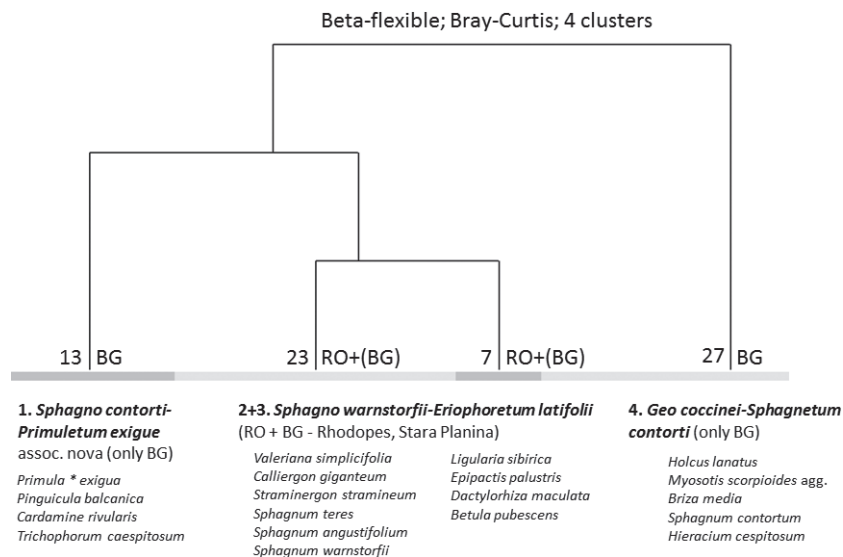 Beta-flexible; Bray-Curtis; 4 clusters
13 BG
23 RO+(BG)
7 RO+(BG)
27 BG
1. Sphagno contorti-
Primuletum exigue
assoc. nova (only BG)
Primula * exigua
Pinguicula balcanica
Cardamine rivularis
Trichophorum caespitosum
2+3. Sphagno warnstorfii-Eriophoretum latifolii
(RO + BG - Rhodopes, Stara Planina)
Valeriana simplicifolia
Calliergon giganteum
Straminergon stramineum
Sphagnum teres
Sphagnum angustifolium
Sphagnum warnstorfii
Ligularia sibirica
Epipactis palustris
Dactylorhiza maculata
Betula pubescens
4. Geo coccinei-Sphagnetum
contorti (only BG)
Holcus lanatus
Myosotis scorpioides agg.
Briza media
Sphagnum contortum
Hieracium cespitosum